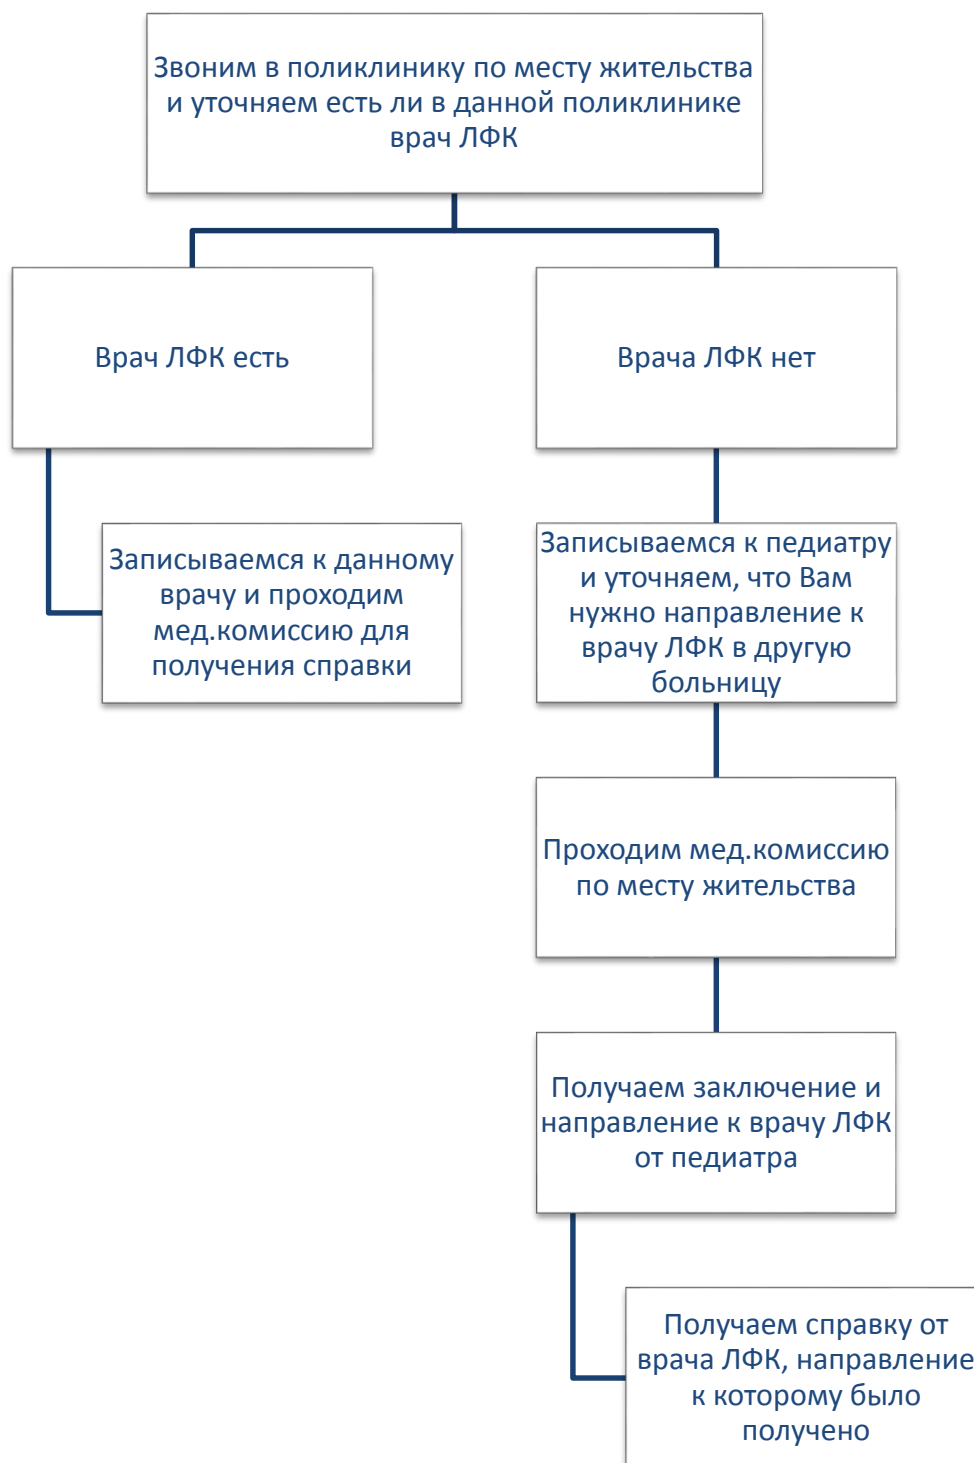 Звоним в поликлинику по месту жительства
и уточняем есть ли в данной поликлинике
врач ЛФК
Врач ЛФК есть
Врача ЛФК нет
Записываемся к данному
врачу и проходим
мед.комиссию для
получения справки
Записываемся к педиатру
и уточняем, что Вам
нужно направление к
врачу ЛФК в другую
больницу
Проходим мед.комиссию
по месту жительства
Получаем заключение и
направление к врачу ЛФК
от педиатра
Получаем справку от
врача ЛФК, направление
к которому было
получено